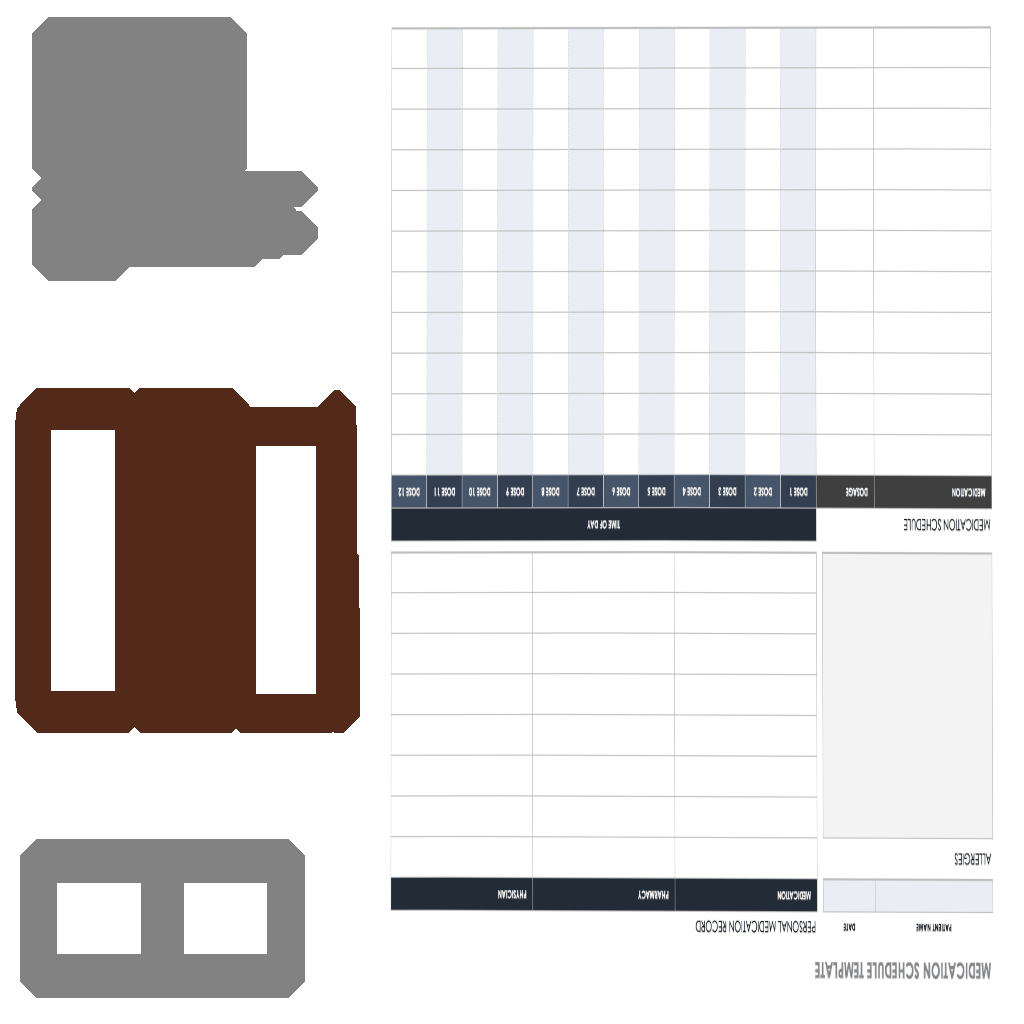 MEDICATION SCHEDULE TEMPLATE
PATIENT NAME DATE
PERSONAL MEDICATION RECORD
MEDICATION PHARMACY PHYSICIAN
ALLERGIES
MEDICATION SCHEDULE
TIME OF DAY
MEDICATION DOSAGE DOSE 1 DOSE 2 DOSE 3 DOSE 4 DOSE 5 DOSE 6 DOSE 7 DOSE 8 DOSE 9 DOSE 10 DOSE 11 DOSE 12